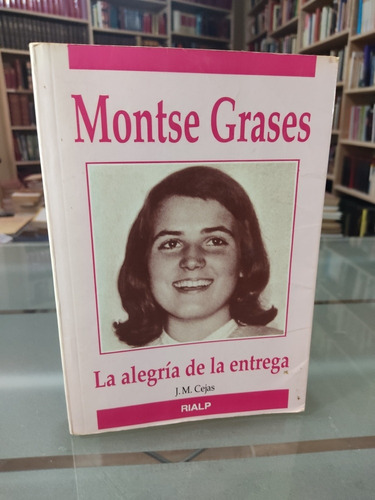 Montse Grases
La alegría de la entrega
J. M. Cejas
RIALP